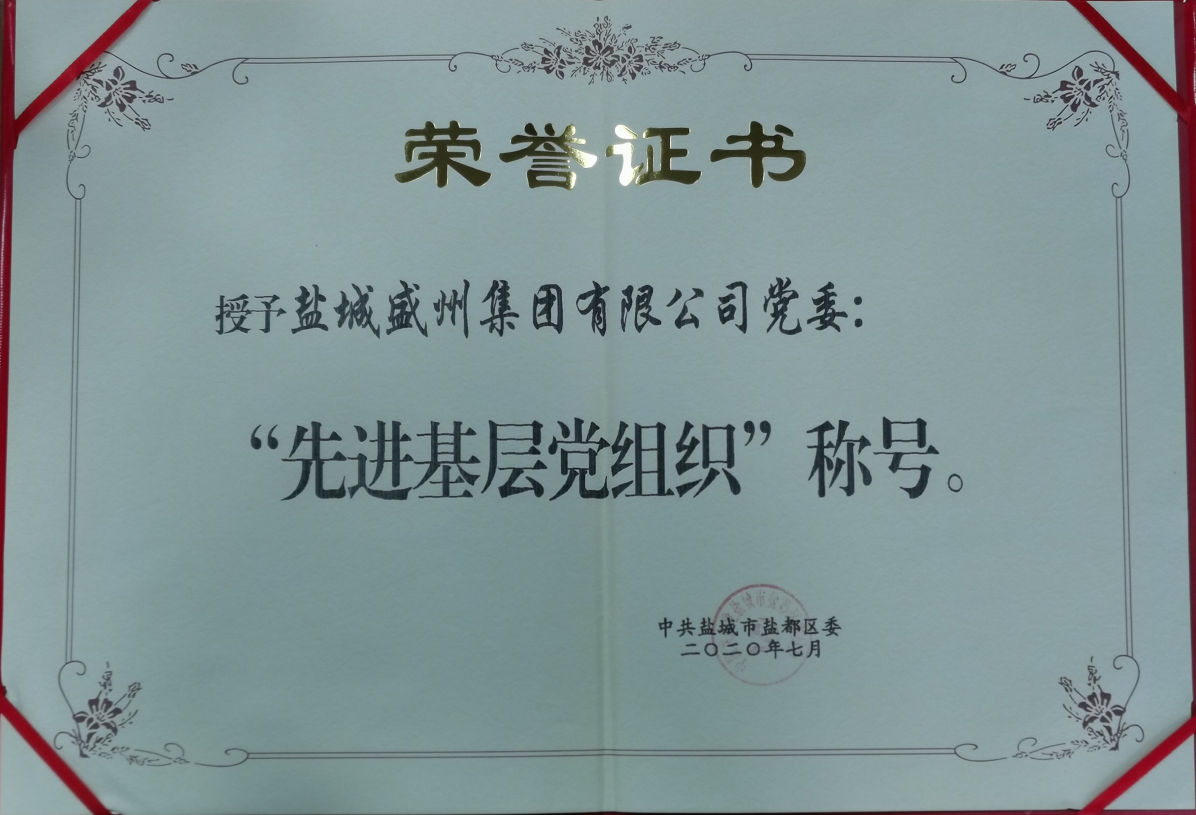 荣誉证书
授予盐城盛州集团有限公司党委：
“先进基层党组织”称号。
中共盐城市盐都区委
二〇二〇年七月